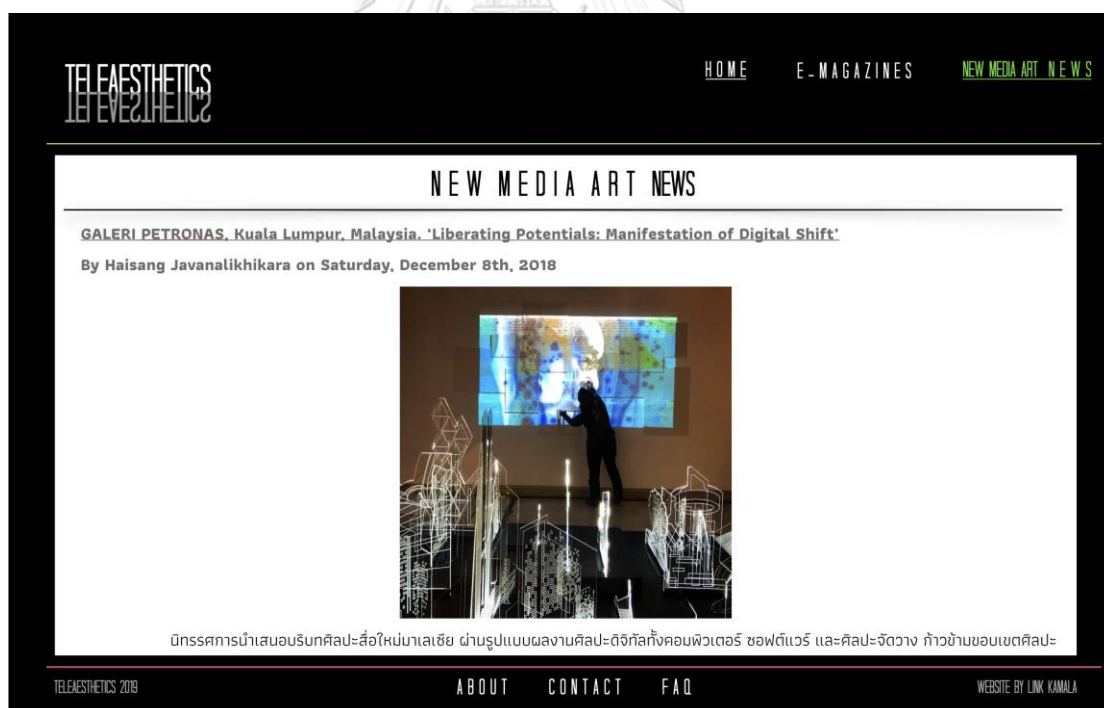 TELEAESTHETICS
HOME E-MAGAZINES NEW MEDIA ART NEWS
NEW MEDIA ART NEWS
GALERI PETRONAS, Kuala Lumpur, Malaysia. ‘Liberating Potentials: Manifestation of Digital Shift’
By Haisang Javanalikhikara on Saturday, December 8th, 2018
นิทรรศการนำเสนอบริบทศิลปะสื่อใหม่มาเลเซีย ผ่านรูปแบบผลงานศิลปะดิจิทัลทั้งคอมพิวเตอร์ ซอฟต์แวร์ และศิลปะจัดวาง ก้าวข้ามขอบเขตศิลปะ
TELEAESTHETICS 2019 ABOUT CONTACT FAQ WEBSITE BY LINK KAMALA